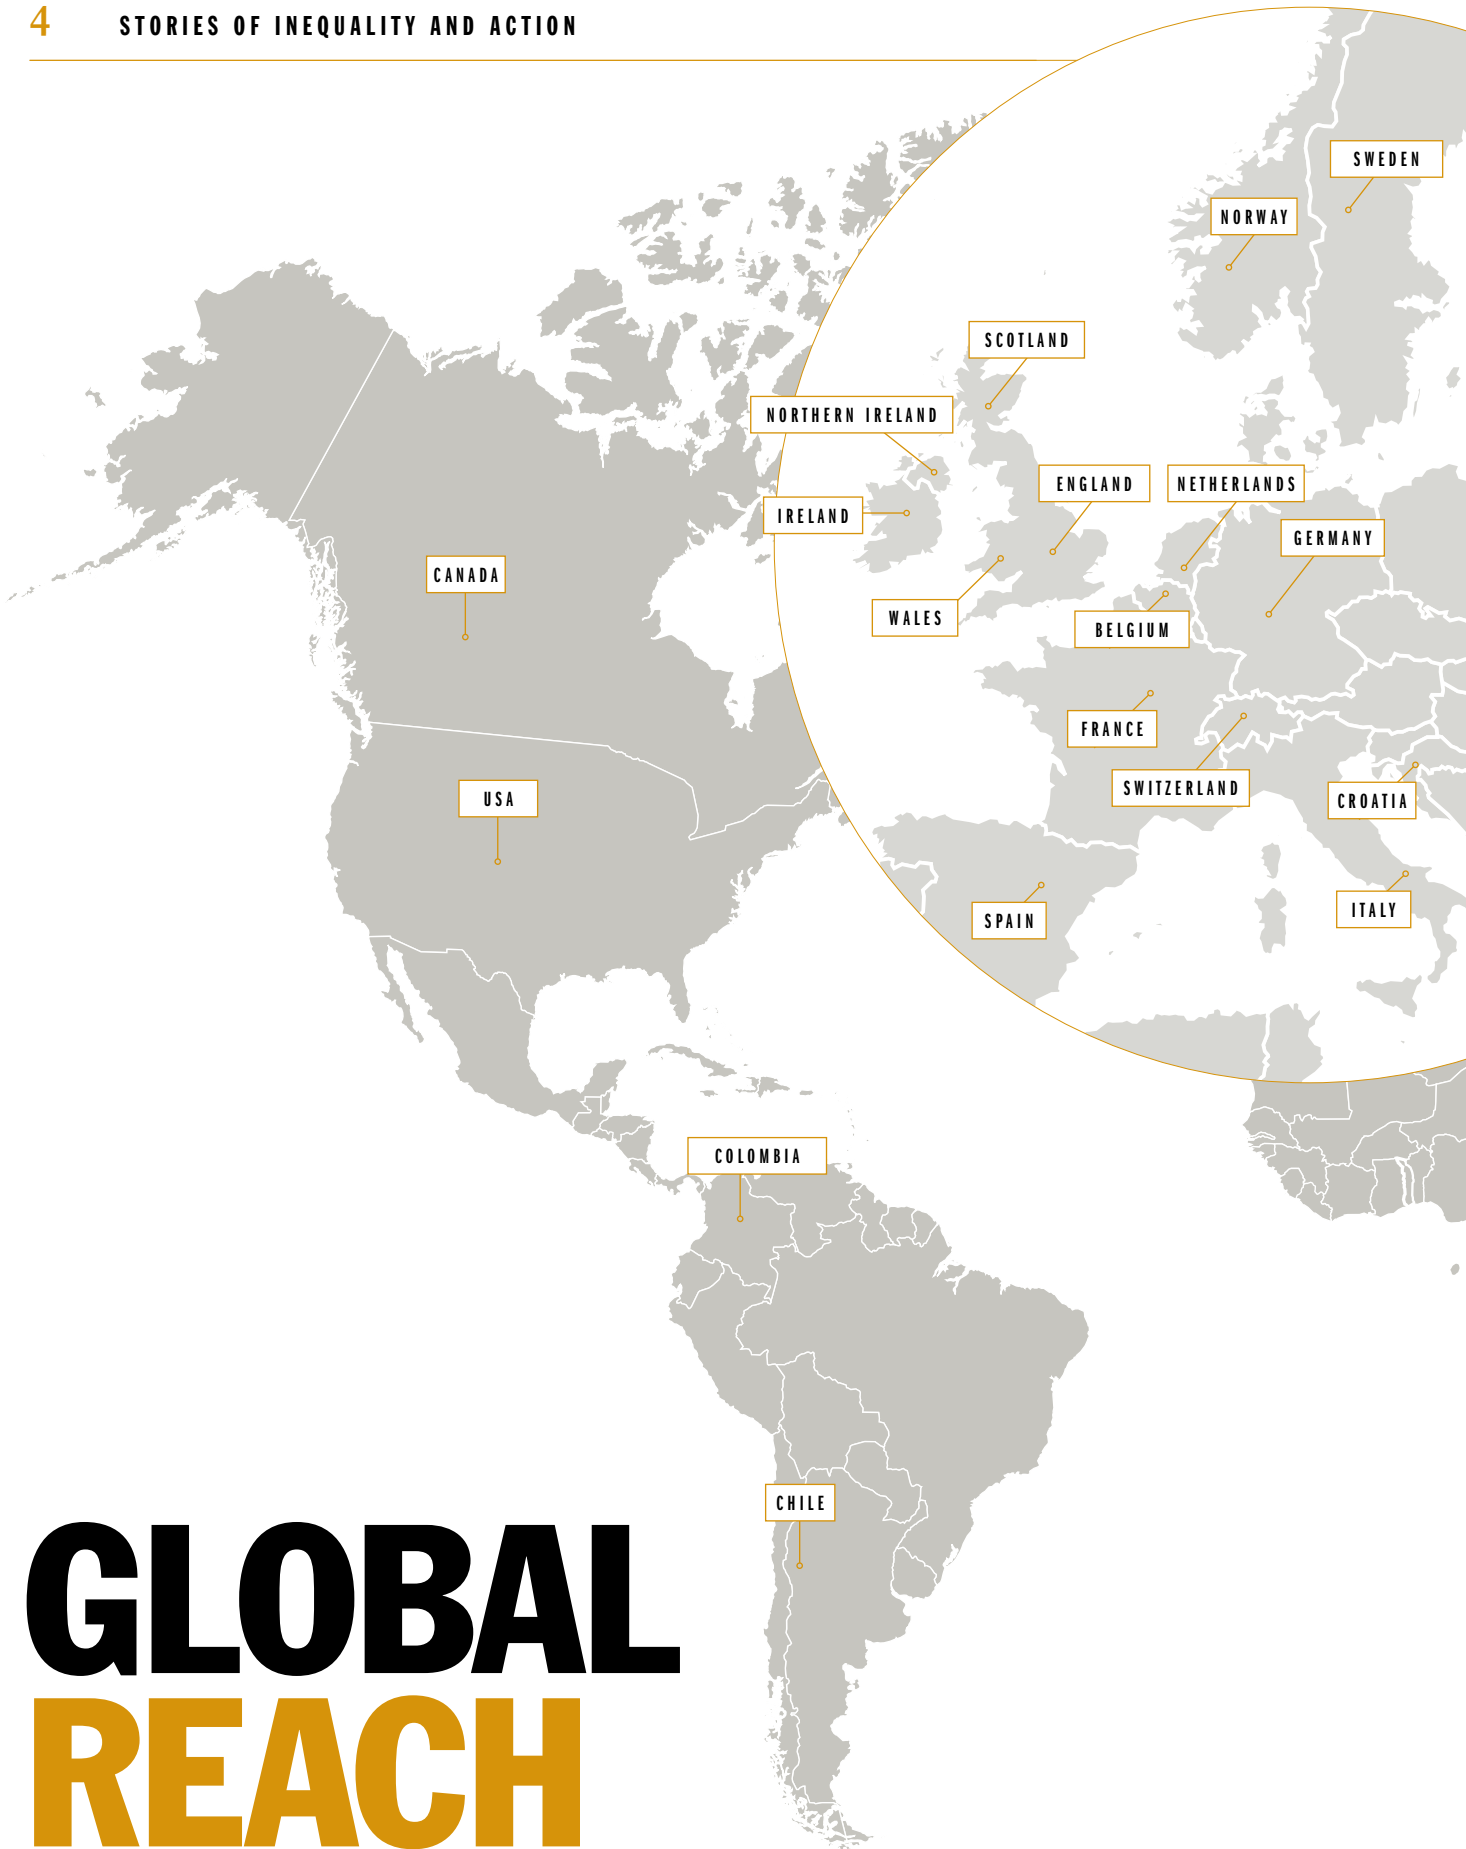 4
STORIES OF INEQUALITY AND ACTION
SWEDEN
NORWAY
SCOTLAND
NORTHERN IRELAND
ENGLAND
NETHERLANDS
IRELAND
GERMANY
CANADA
WALES
BELGIUM
FRANCE
SWITZERLAND
USA
CROATIA
SPAIN
ITALY
COLOMBIA
CHILE
GLOBAL
REACH